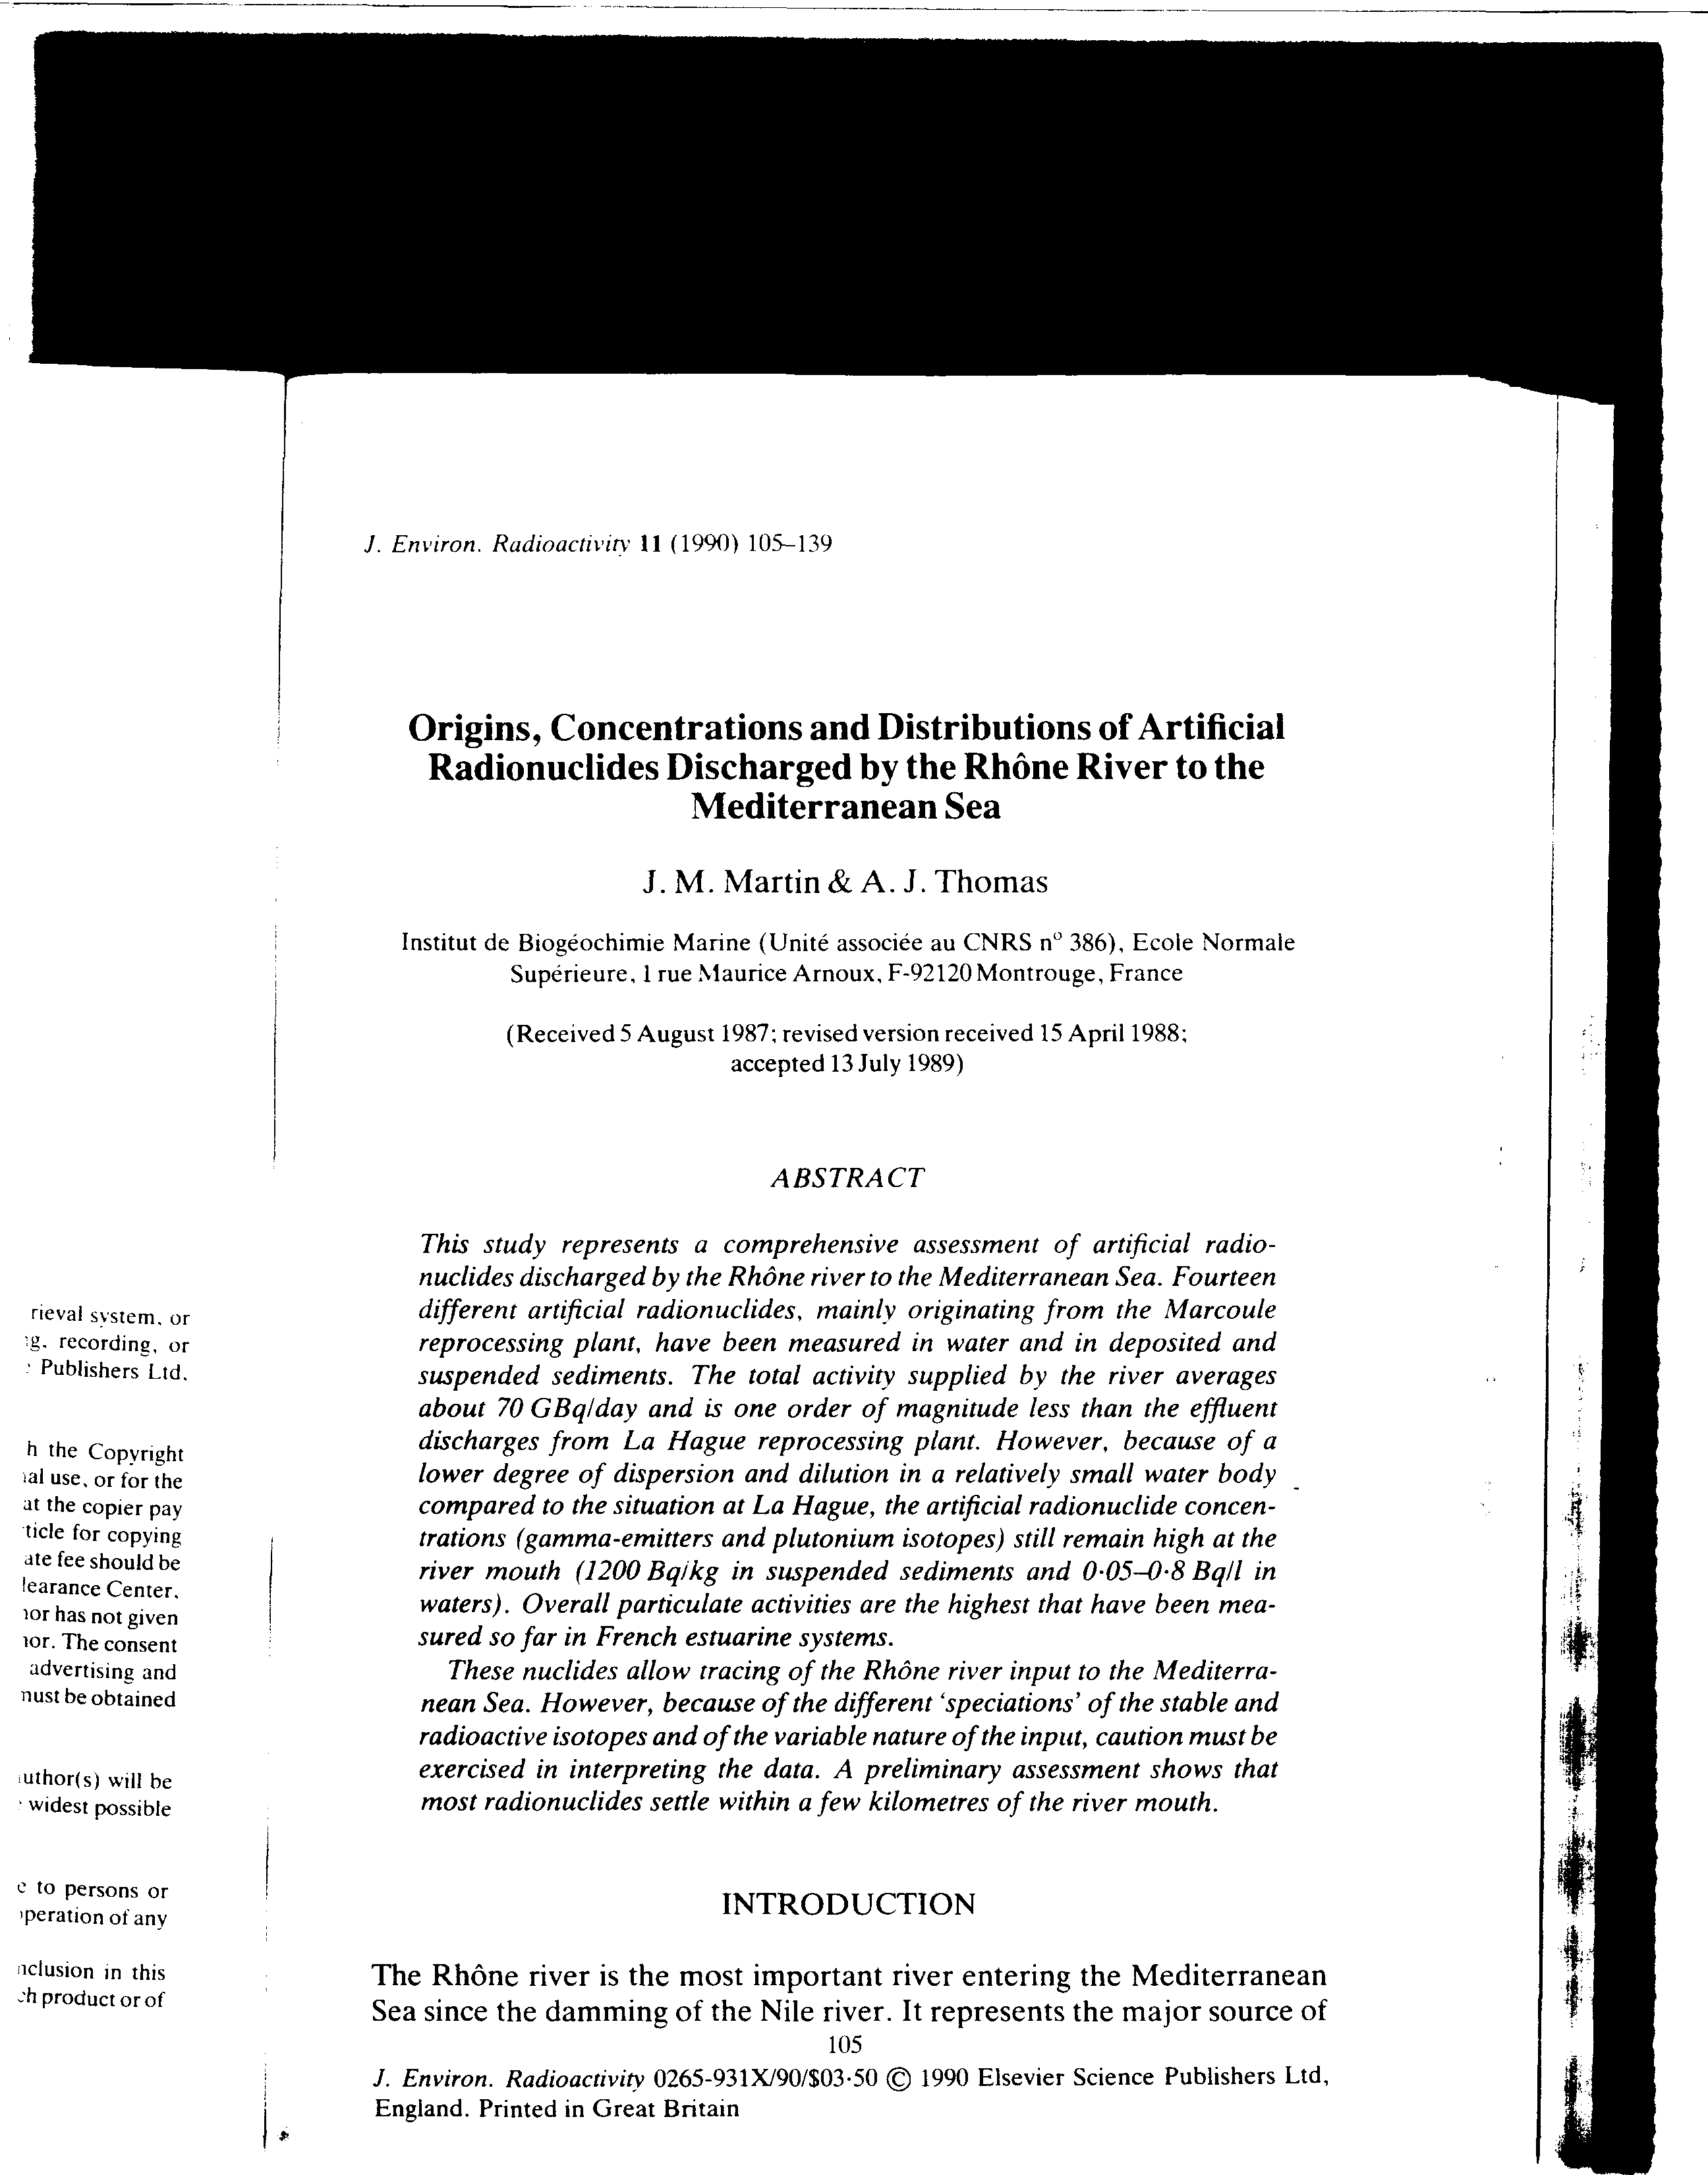 J. Environ. Radioactivity 11 (1990) 105–139
Origins, Concentrations and Distributions of Artificial
Radionuclides Discharged by the Rhône River to the
Mediterranean Sea
J. M. Martin & A. J. Thomas
Institut de Biogéochimie Marine (Unité associée au CNRS nº 386), Ecole Normale
Supérieure, 1 rue Maurice Arnoux, F-92120 Montrouge, France
(Received 5 August 1987; revised version received 15 April 1988;
accepted 13 July 1989)
ABSTRACT
This study represents a comprehensive assessment of artificial radio-
nuclides discharged by the Rhône river to the Mediterranean Sea. Fourteen
different artificial radionuclides, mainly originating from the Marcoule
reprocessing plant, have been measured in water and in deposited and
suspended sediments. The total activity supplied by the river averages
about 70 GBq/day and is one order of magnitude less than the effluent
discharges from La Hague reprocessing plant. However, because of a
lower degree of dispersion and dilution in a relatively small water body
compared to the situation at La Hague, the artificial radionuclide concen-
trations (gamma-emitters and plutonium isotopes) still remain high at the
river mouth (1200 Bq/kg in suspended sediments and 0·05–0·8 Bq/l in
waters). Overall particulate activities are the highest that have been mea-
sured so far in French estuarine systems.
These nuclides allow tracing of the Rhône river input to the Mediterra-
nean Sea. However, because of the different ‘speciations’ of the stable and
radioactive isotopes and of the variable nature of the input, caution must be
exercised in interpreting the data. A preliminary assessment shows that
most radionuclides settle within a few kilometres of the river mouth.
INTRODUCTION
The Rhône river is the most important river entering the Mediterranean
Sea since the damming of the Nile river. It represents the major source of
105
J. Environ. Radioactivity 0265-931X/90/$03·50 © 1990 Elsevier Science Publishers Ltd,
England. Printed in Great Britain
rieval system, or
g, recording, or
Publishers Ltd.
h the Copyright
al use, or for the
at the copier pay
ticle for copying
ate fee should be
learance Center,
or has not given
or. The consent
advertising and
must be obtained
uthor(s) will be
widest possible
e to persons or
peration of any
nclusion in this
ch product or of